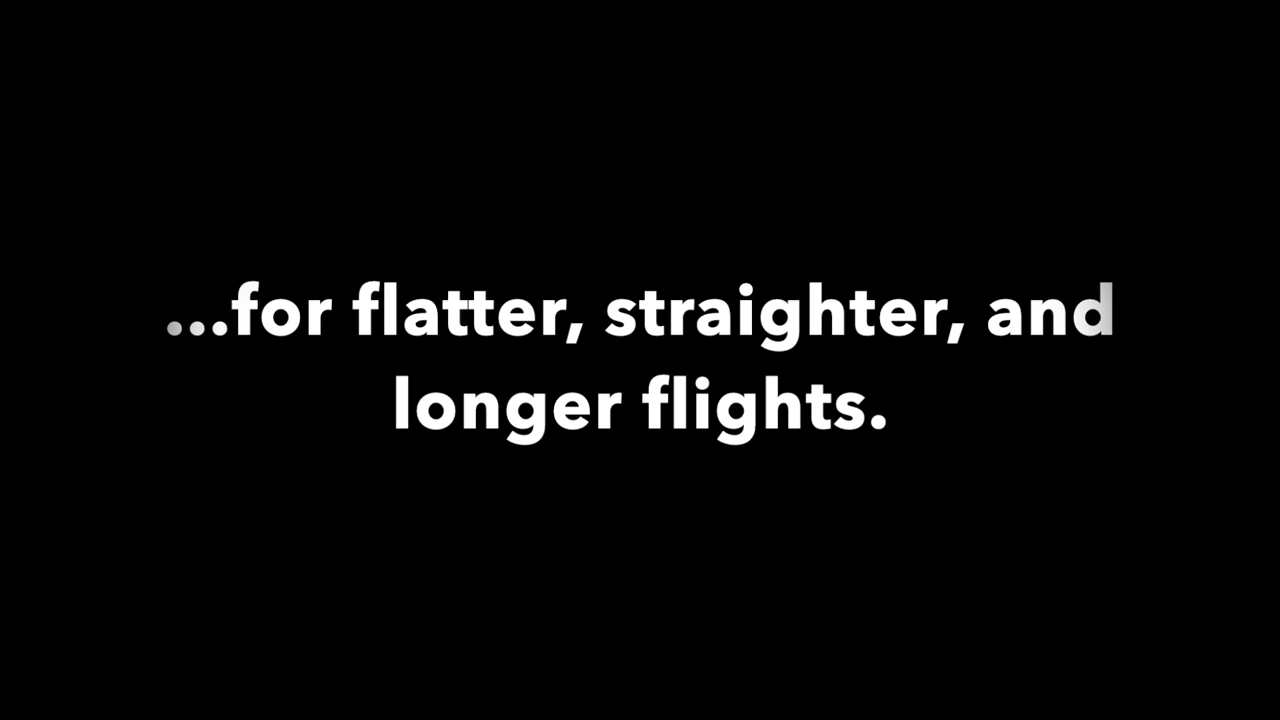 ...for flatter, straighter, and
longer flights.